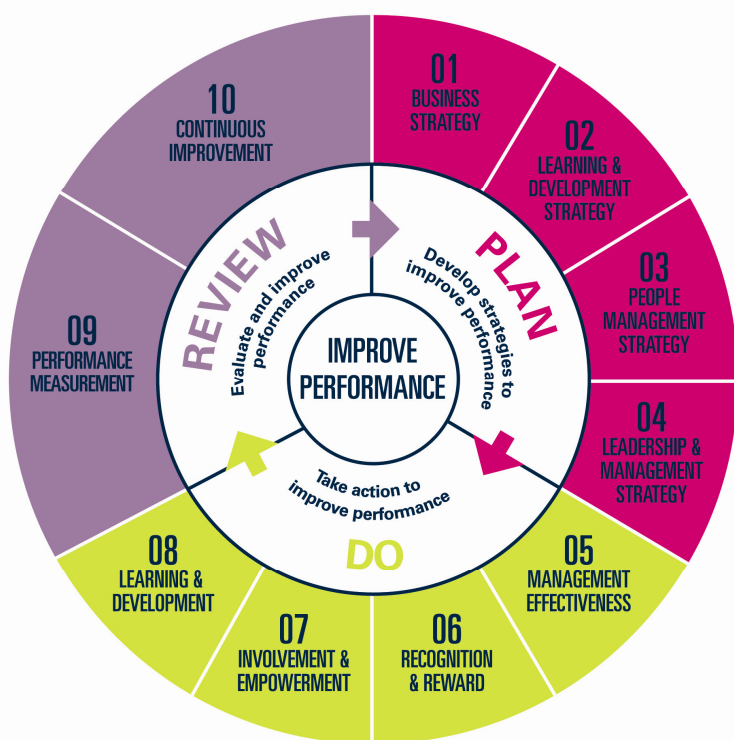 01
BUSINESS
STRATEGY
02
LEARNING &
DEVELOPMENT
STRATEGY
03
PEOPLE
MANAGEMENT
STRATEGY
04
LEADERSHIP &
MANAGEMENT
STRATEGY
05
MANAGEMENT
EFFECTIVENESS
06
RECOGNITION
& REWARD
07
INVOLVEMENT &
EMPOWERMENT
08
LEARNING &
DEVELOPMENT
09
PERFORMANCE
MEASUREMENT
10
CONTINUOUS
IMPROVEMENT
PLAN
Develop strategies to
improve performance
DO
Take action to
improve performance
REVIEW
Evaluate and improve
performance
IMPROVE
PERFORMANCE